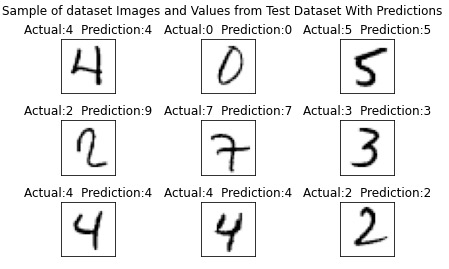 Sample of dataset Images and Values from Test Dataset With Predictions
Actual:4 Prediction:4 Actual:0 Prediction:0 Actual:5 Prediction:5
4 0 5
Actual:2 Prediction:9 Actual:7 Prediction:7 Actual:3 Prediction:3
2 7 3
Actual:4 Prediction:4 Actual:4 Prediction:4 Actual:2 Prediction:2
4 4 2